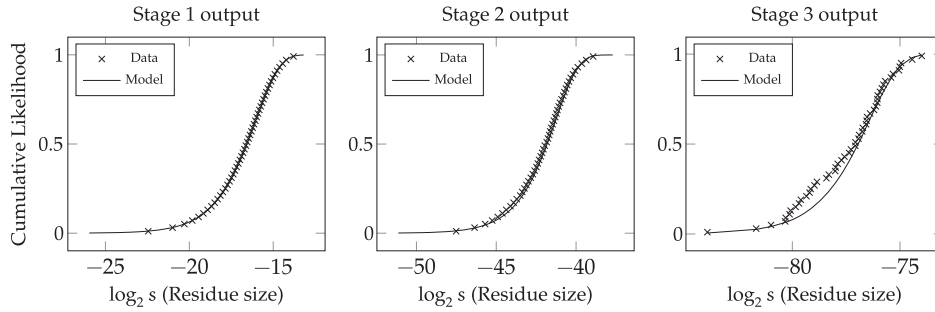 Stage 1 output
Stage 2 output
Stage 3 output
Cumulative Likelihood
1
0.5
0
Data
Model
−25
−20
−15
log₂ s (Residue size)
1
0.5
0
Data
Model
−50
−45
−40
log₂ s (Residue size)
1
0.5
0
Data
Model
−80
−75
log₂ s (Residue size)